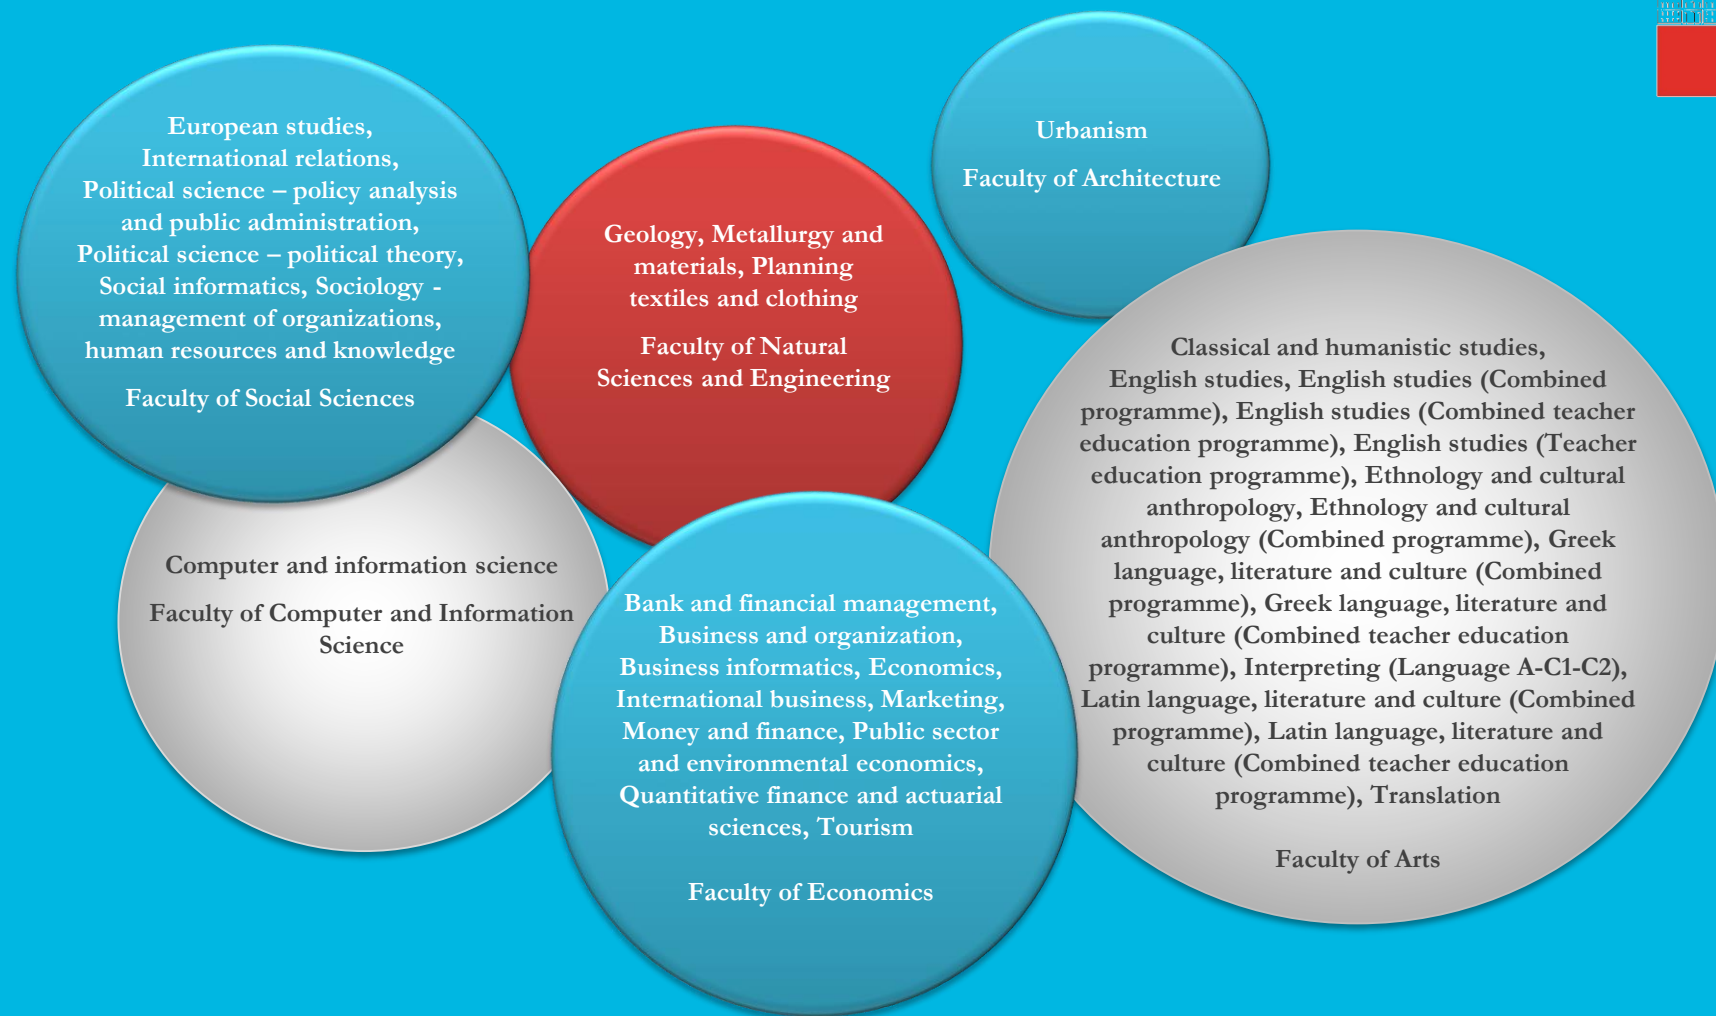 European studies,
International relations,
Political science – policy analysis
and public administration,
Political science – political theory,
Social informatics, Sociology -
management of organizations,
human resources and knowledge
Faculty of Social Sciences
Geology, Metallurgy and
materials, Planning
textiles and clothing
Faculty of Natural
Sciences and Engineering
Urbanism
Faculty of Architecture
Computer and information science
Faculty of Computer and Information
Science
Bank and financial management,
Business and organization,
Business informatics, Economics,
International business, Marketing,
Money and finance, Public sector
and environmental economics,
Quantitative finance and actuarial
sciences, Tourism
Faculty of Economics
Classical and humanistic studies,
English studies, English studies (Combined
programme), English studies (Combined teacher
education programme), English studies (Teacher
education programme), Ethnology and cultural
anthropology, Ethnology and cultural
anthropology (Combined programme), Greek
language, literature and culture (Combined
programme), Greek language, literature and
culture (Combined teacher education
programme), Interpreting (Language A-C1-C2),
Latin language, literature and culture (Combined
programme), Latin language, literature and
culture (Combined teacher education
programme), Translation
Faculty of Arts